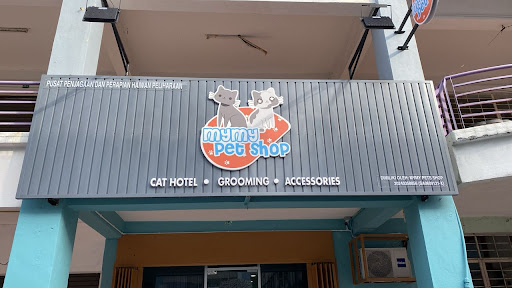 PUSAT PENJAGAAN DAN PERAPIAN HAIWAN PELIHARAAN
MYMY
Pet Shop
CAT HOTEL • GROOMING • ACCESSORIES